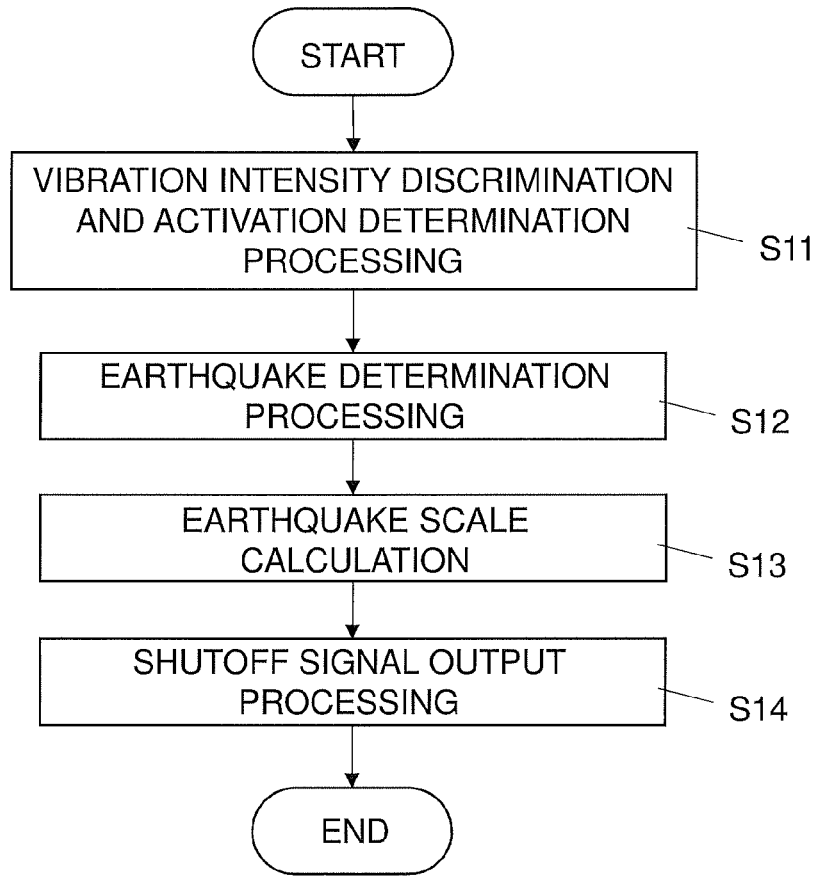 START
VIBRATION INTENSITY DISCRIMINATION
AND ACTIVATION DETERMINATION
PROCESSING
S11
EARTHQUAKE DETERMINATION
PROCESSING
S12
EARTHQUAKE SCALE
CALCULATION
S13
SHUTOFF SIGNAL OUTPUT
PROCESSING
S14
END